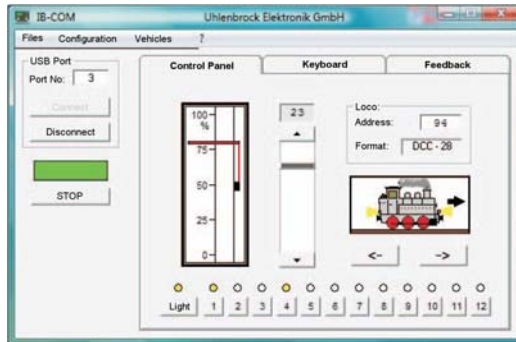 IB-COM Uhlenbrock Elektronik GmbH
Files Configuration Vehicles ?
USB Port
Port No: 3
Connect
Disconnect
STOP
Control Panel Keyboard Feedback
100
%
75
50
25
0
23
Loco:
Address: 94
Format: DCC - 28
<- ->
Light 1 2 3 4 5 6 7 8 9 10 11 12